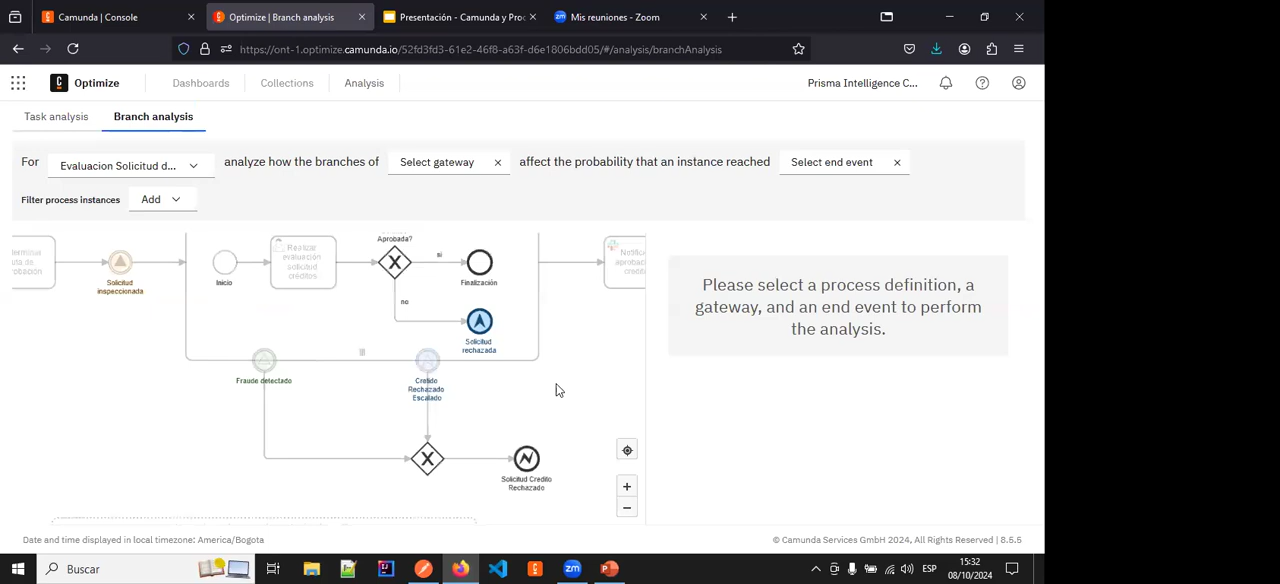 Camunda | Console
Optimize | Branch analysis
Presentación - Camunda y Proc
Mis reuniones - Zoom
https://ont-1.optimize.camunda.io/52fd3fd3-61e2-46f8-a63f-d6e1806bdd05/#/analysis/branchAnalysis
Optimize
Dashboards
Collections
Analysis
Prisma Intelligence C...
Task analysis
Branch analysis
For
Evaluacion Solicitud d...
analyze how the branches of
Select gateway
affect the probability that an instance reached
Select end event
Filter process instances
Add
Solicitud
inspeccionada
Inicio
Realizar
evaluación
solicitud
créditos
Aprobada?
si
no
Finalización
Solicitud
rechazada
Fraude detectado
Credito
Rechazado
Escalado
Solicitud Credito
Rechazado
Please select a process definition, a
gateway, and an end event to perform
the analysis.
Date and time displayed in local timezone: America/Bogota
© Camunda Services GmbH 2024, All Rights Reserved | 8.5.5
Buscar
ESP
15:32
08/10/2024